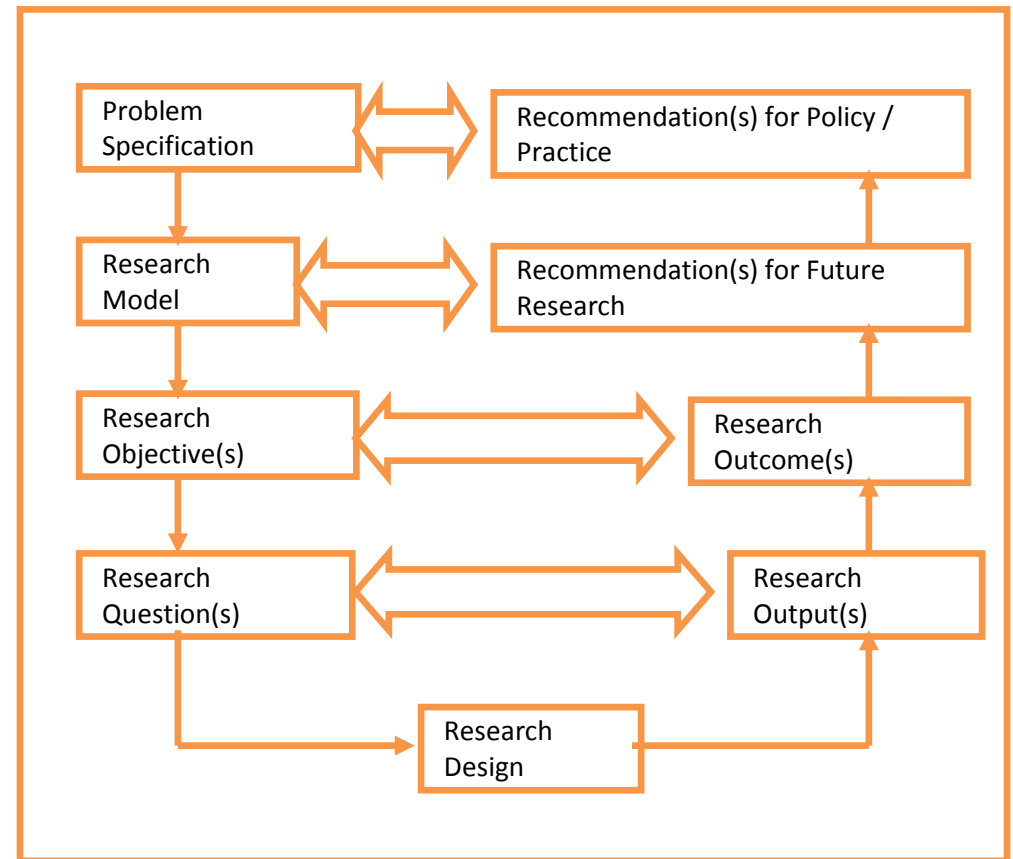 Problem
Specification
Recommendation(s) for Policy /
Practice
Research
Model
Recommendation(s) for Future
Research
Research
Objective(s)
Research
Outcome(s)
Research
Question(s)
Research
Output(s)
Research
Design